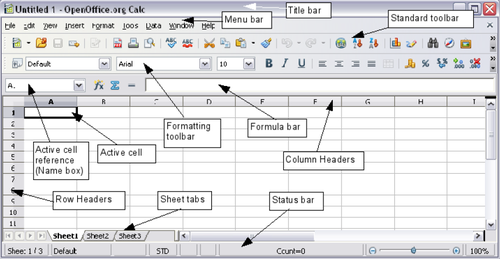 Untitled 1 - OpenOffice.org Calc
Title bar
File Edit View Insert Format Tools Data Window Help
Menu bar
Standard toolbar
Default Arial 10 B I U
A.
A B C D E F G H I
1
2
3
4
5
6
7
8
9
10
11
Active cell
reference
(Name box)
Active cell
Formatting
toolbar
Formula bar
Column Headers
Row Headers
Sheet tabs
Status bar
Sheet1 Sheet2 Sheet3
Shee: 1 / 3 Default STD Count=0 100%